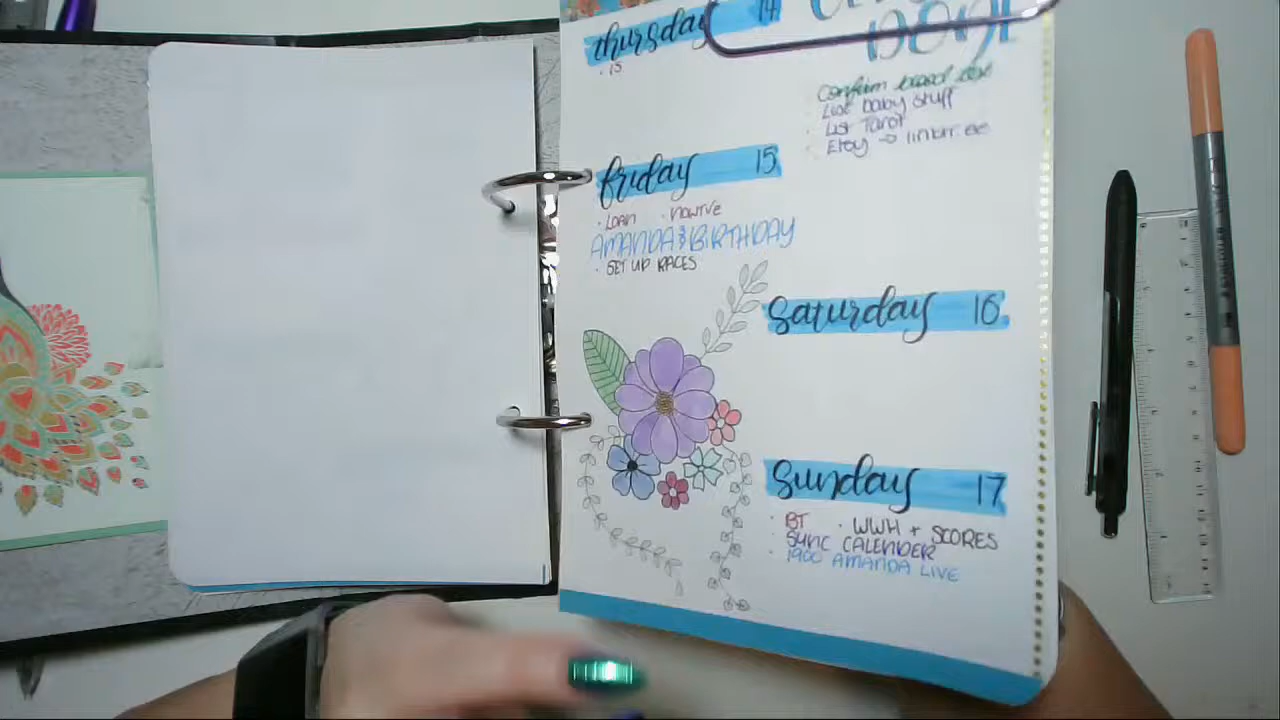 thursday 14
friday 15
· LOAN · NOWTVE
AMANDA'S BIRTHDAY
· SET UP RACES
DONE
Confirm
List baby stuff
List Tarot
Etsy →
saturday 16
sunday 17
· BT · WWH + SCORES
· SYNC CALENDER
· 1900 AMANDA LIVE